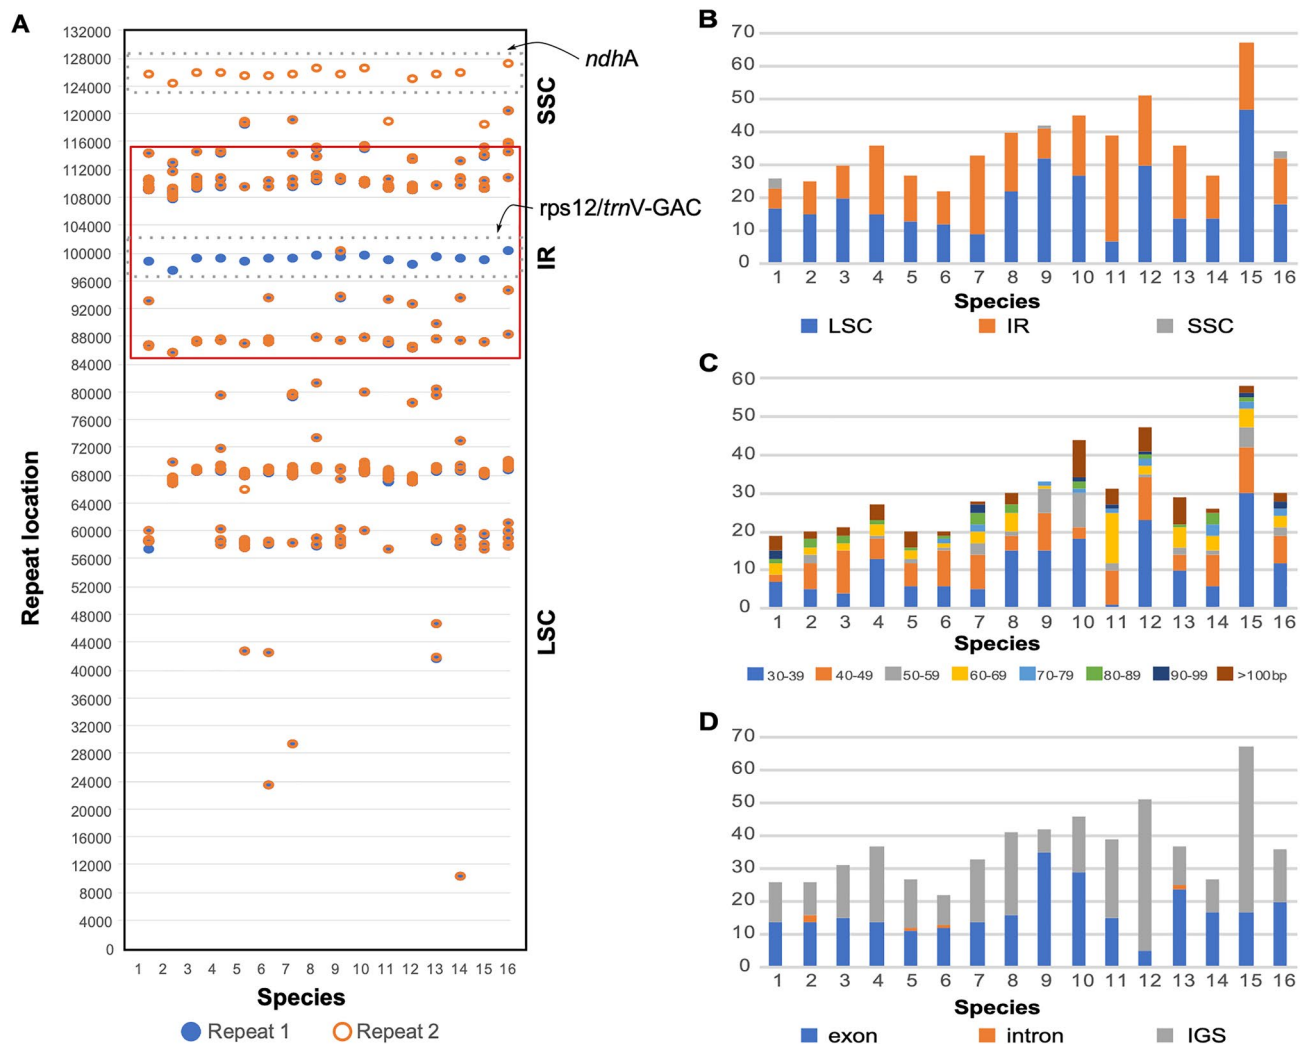 A
132000
128000
124000
120000
116000
112000
108000
104000
100000
96000
92000
88000
84000
80000
76000
72000
68000
64000
60000
56000
52000
48000
44000
40000
36000
32000
28000
24000
20000
16000
12000
8000
4000
0
Repeat location
1 2 3 4 5 6 7 8 9 10 11 12 13 14 15 16
Species
Repeat 1 Repeat 2
ndhA
SSC
rps12/trnV-GAC
IR
LSC
B
70
60
50
40
30
20
10
0
1 2 3 4 5 6 7 8 9 10 11 12 13 14 15 16
Species
LSC IR SSC
C
60
50
40
30
20
10
0
1 2 3 4 5 6 7 8 9 10 11 12 13 14 15 16
Species
30-39 40-49 50-59 60-69 70-79 80-89 90-99 >100bp
D
70
60
50
40
30
20
10
0
1 2 3 4 5 6 7 8 9 10 11 12 13 14 15 16
Species
exon intron IGS